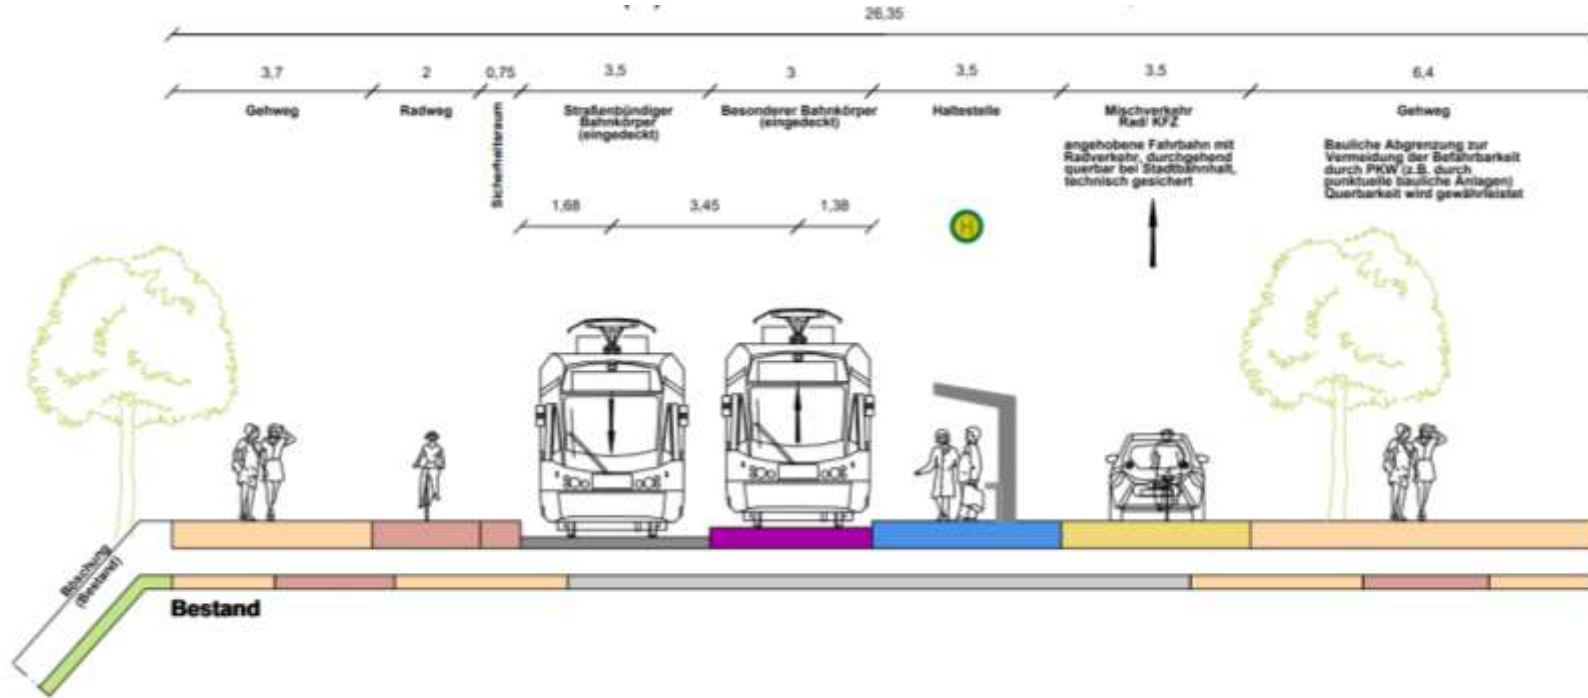 26,35
3,7
2
0,75
3,5
3
3,5
3,5
6,4
Gehweg
Radweg
Sicherheitsraum
Straßenbündiger
Bahnkörper
(eingedeckt)
Besonderer Bahnkörper
(eingedeckt)
Haltestelle
Mischverkehr
Rad/ KFZ
angehobene Fahrbahn mit
Radverkehr, durchgehend
querbar bei Stadtbahnhalt,
technisch gesichert
Gehweg
Bauliche Abgrenzung zur
Vermeidung der Befahrbarkeit
durch PKW (z.B. durch
punktuelle bauliche Anlagen)
Querbarkeit wird gewährleistet
1,68
3,45
1,38
H
Böschung
(Bestand)
Bestand